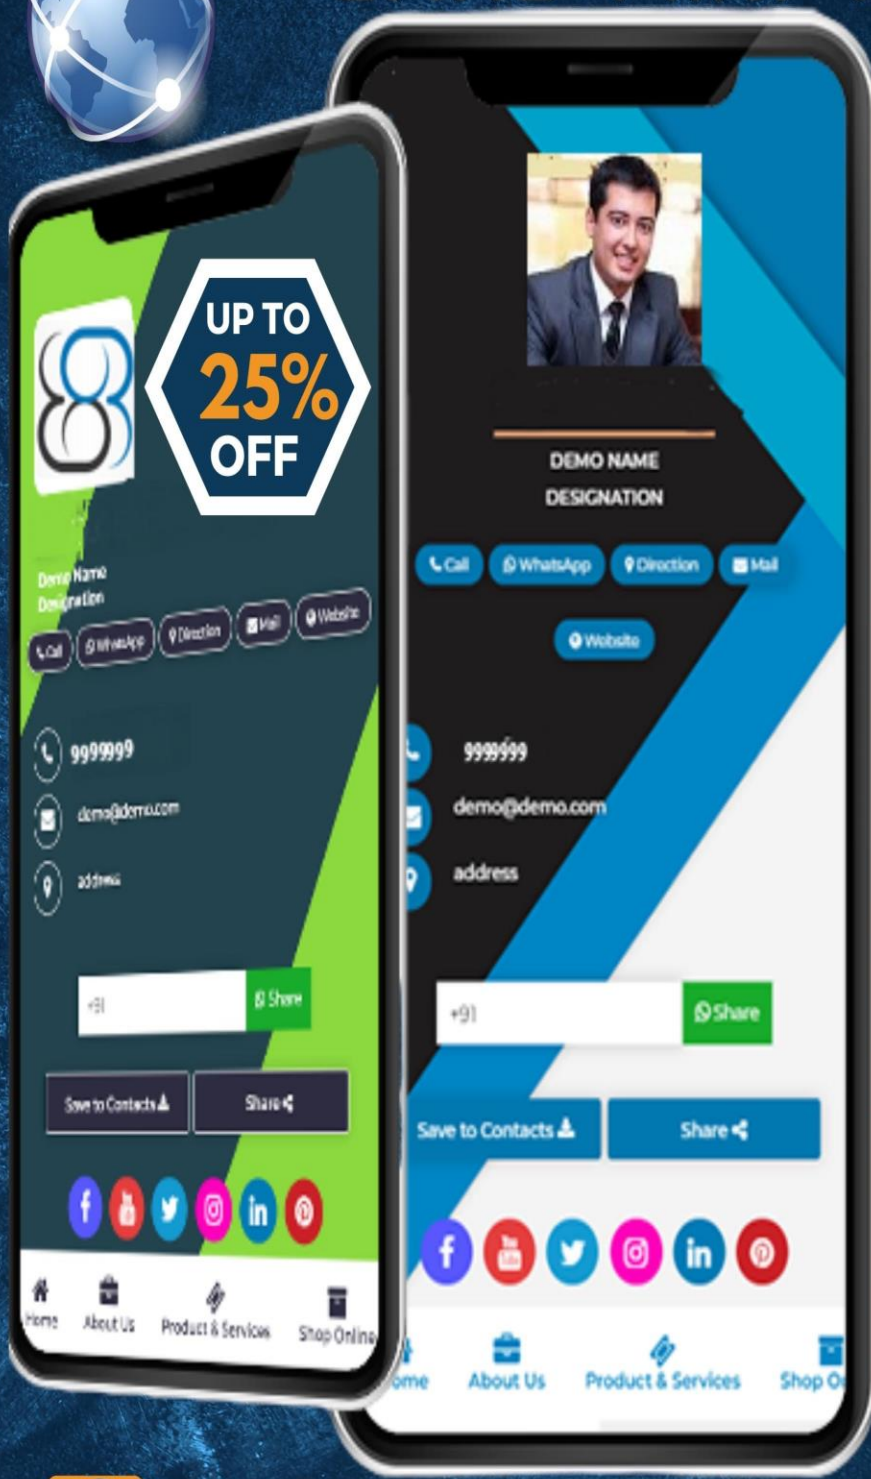 UP TO
25%
OFF
Demo Name
Designation
Call WhatsApp Direction Mail Website
9999999
demo@demo.com
address
+91 Share
Save to Contacts Share
Home About Us Product & Services Shop Online
DEMO NAME
DESIGNATION
Call WhatsApp Direction Mail
Website
9999999
demo@demo.com
address
+91 Share
Save to Contacts Share
ome About Us Product & Services Shop O